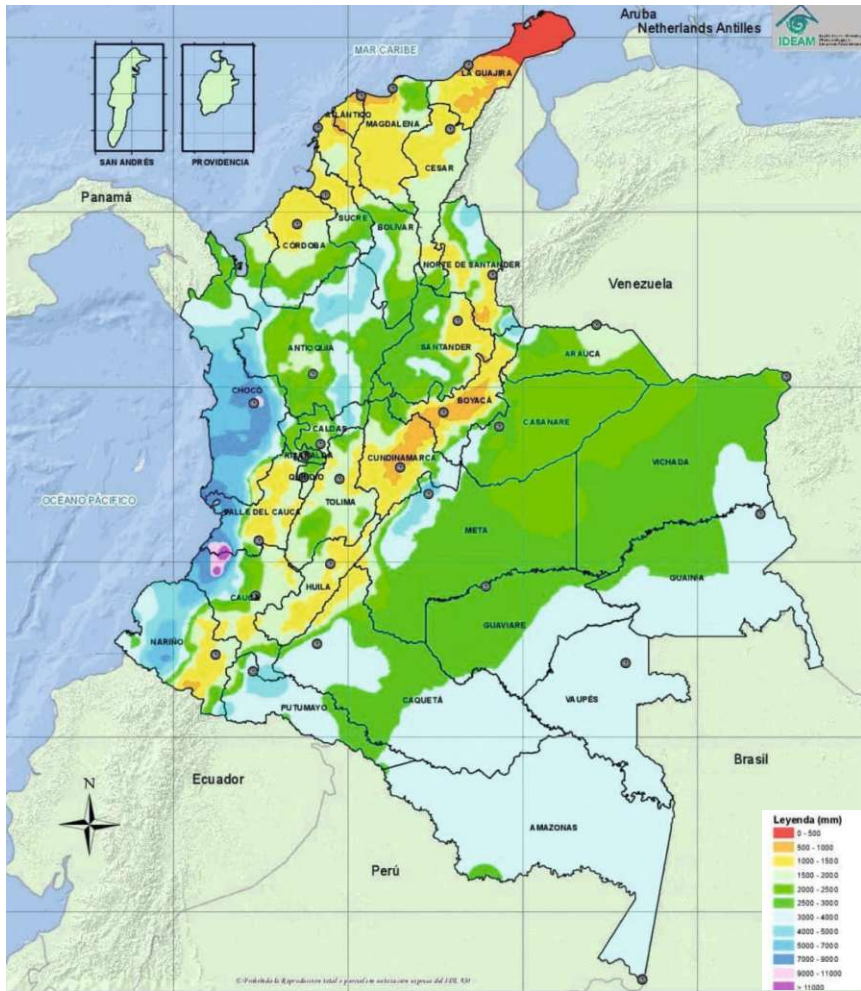 Aruba
Netherlands Antilles
IDEAM
MAR CARIBE
LA GUAJIRA
ATLÁNTICO
MAGDALENA
SAN ANDRÉS
PROVIDENCIA
CESAR
Panamá
SUCRE
BOLÍVAR
CÓRDOBA
NORTE DE SANTANDER
Venezuela
ANTIOQUIA
SANTANDER
ARAUCA
CHOCÓ
BOYACÁ
CALDAS
CASANARE
RISARALDA
CUNDINAMARCA
VICHADA
QUINDÍO
OCÉANO PACÍFICO
TOLIMA
VALLE DEL CAUCA
META
GUAINÍA
HUILA
CAUCA
GUAVIARE
NARIÑO
CAQUETÁ
VAUPÉS
PUTUMAYO
Brasil
Ecuador
N
AMAZONAS
Perú
Leyenda (mm)
0 - 500
500 - 1000
1000 - 1500
1500 - 2000
2000 - 2500
2500 - 3000
3000 - 4000
4000 - 5000
5000 - 7000
7000 - 9000
9000 - 11000
> 11000